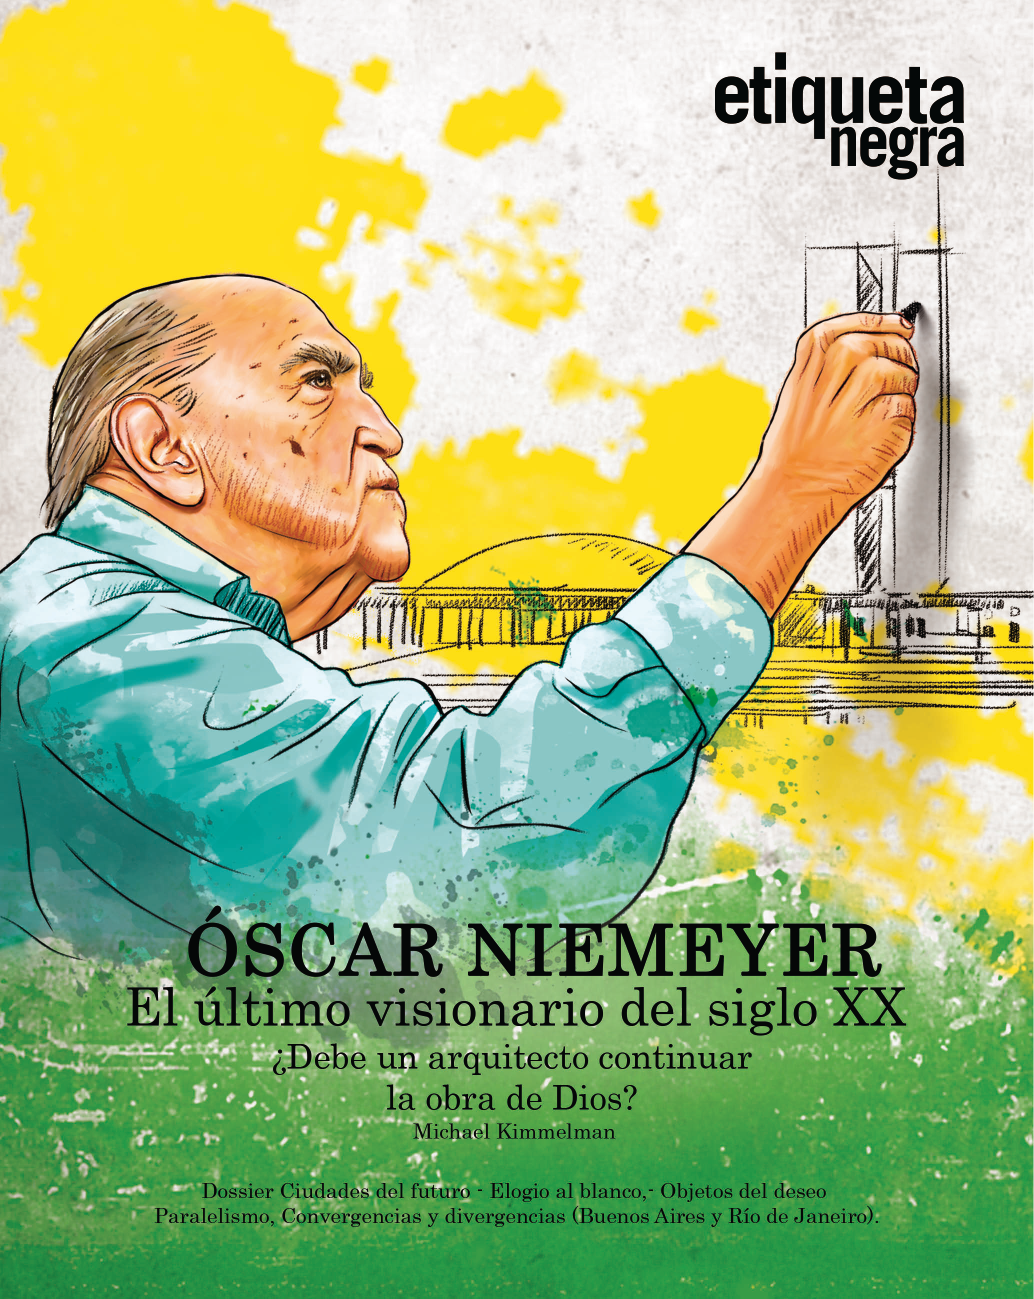 etiqueta
negra
ÓSCAR NIEMEYER
El último visionario del siglo XX
¿Debe un arquitecto continuar
la obra de Dios?
Michael Kimmelman
Dossier Ciudades del futuro - Elogio al blanco,- Objetos del deseo
Paralelismo, Convergencias y divergencias (Buenos Aires y Río de Janeiro).